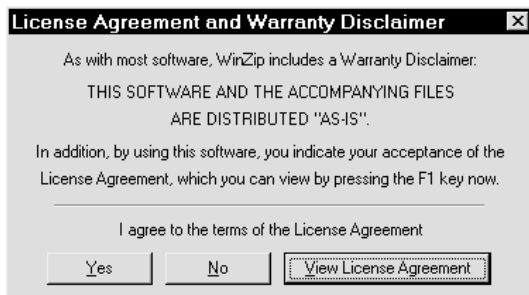 License Agreement and Warranty Disclaimer
As with most software, WinZip includes a Warranty Disclaimer:
THIS SOFTWARE AND THE ACCOMPANYING FILES
ARE DISTRIBUTED "AS-IS".
In addition, by using this software, you indicate your acceptance of the
License Agreement, which you can view by pressing the F1 key now.
I agree to the terms of the License Agreement
Yes No View License Agreement